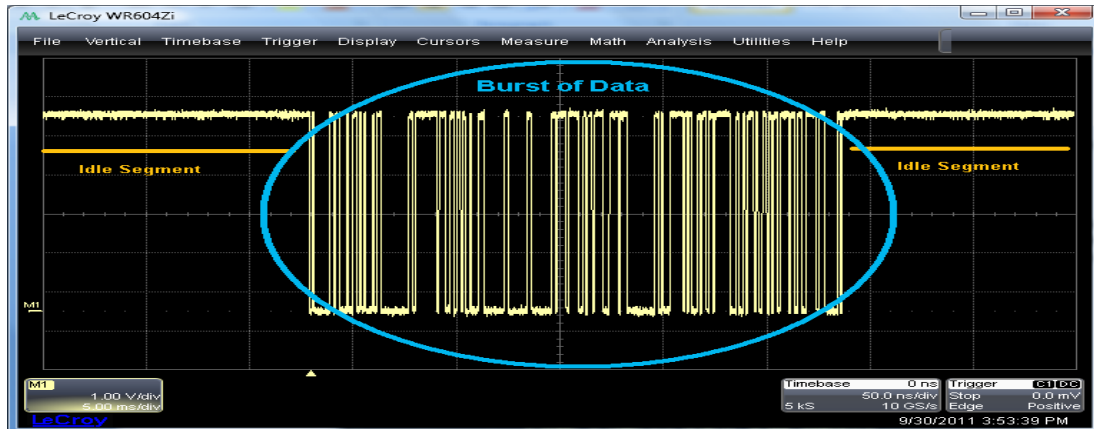 LeCroy WR604Zi
File Vertical Timebase Trigger Display Cursors Measure Math Analysis Utilities Help
Burst of Data
Idle Segment
Idle Segment
M1
M1
1.00 V/div
5.00 ms/div
Timebase 0 ns
50.0 ns/div
5 kS 10 GS/s
Trigger C1 DC
Stop 0.0 mV
Edge Positive
LeCroy
9/30/2011 3:53:39 PM